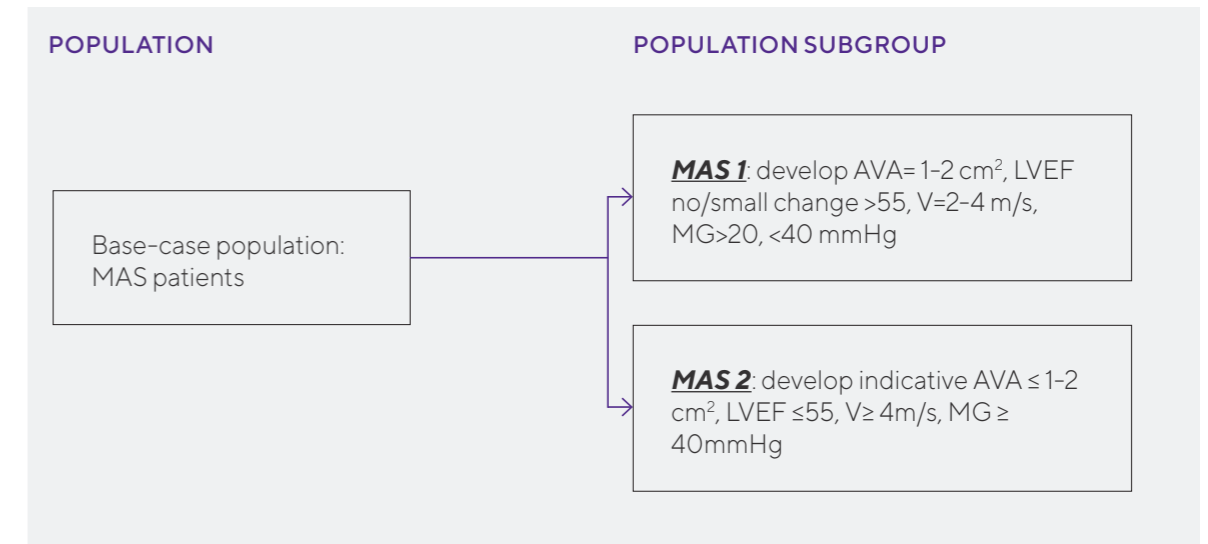 POPULATION
POPULATION SUBGROUP
Base-case population:
MAS patients
MAS 1: develop AVA= 1-2 cm², LVEF
no/small change >55, V=2-4 m/s,
MG>20, <40 mmHg
MAS 2: develop indicative AVA ≤ 1-2
cm², LVEF ≤55, V≥ 4m/s, MG ≥
40mmHg